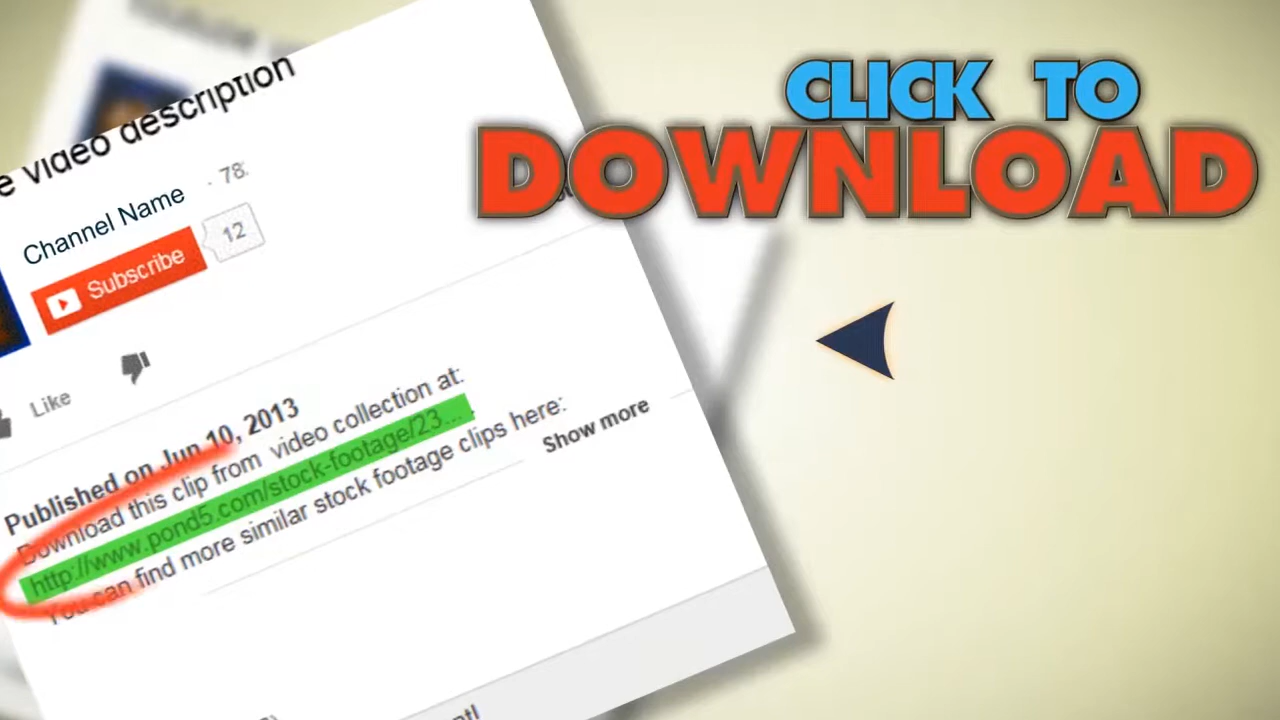 CLICK TO
DOWNLOAD
e video description
Channel Name
Subscribe
12
Like
Published on Jun 10, 2013
Download this clip from video collection at:
http://www.pond5.com/stock-footage/23...
You can find more similar stock footage clips here:
Show more